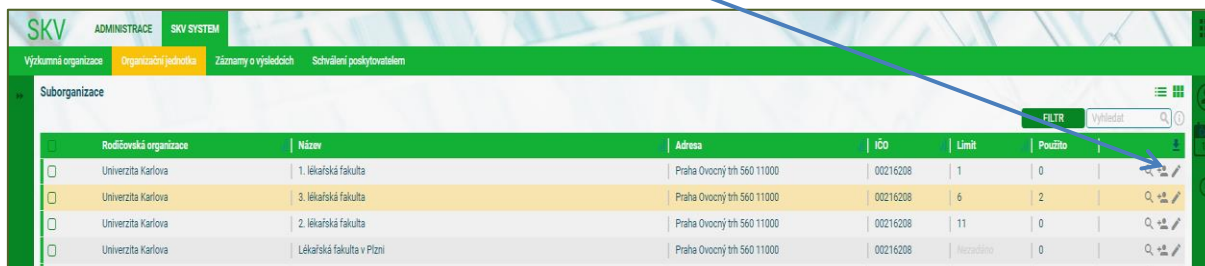 SKV ADMINISTRACE SKV SYSTEM
Výzkumná organizace Organizační jednotka Záznamy o výsledcích Schválení poskytovatelem
Suborganizace
FILTR Vyhledat
Rodičovská organizace Název Adresa IČO Limit Použito
Univerzita Karlova 1. lékařská fakulta Praha Ovocný trh 560 11000 00216208 1 0
Univerzita Karlova 3. lékařská fakulta Praha Ovocný trh 560 11000 00216208 6 2
Univerzita Karlova 2. lékařská fakulta Praha Ovocný trh 560 11000 00216208 11 0
Univerzita Karlova Lékařská fakulta v Plzni Praha Ovocný trh 560 11000 00216208 Nezadáno 0